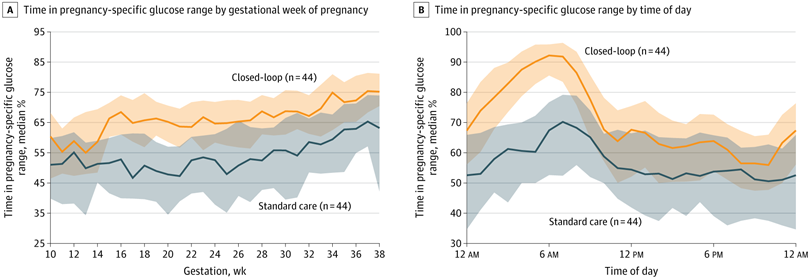 A Time in pregnancy-specific glucose range by gestational week of pregnancy
Time in pregnancy-specific glucose
range, median %
95
85
75
65
55
45
35
25
Closed-loop (n = 44)
Standard care (n = 44)
10 12 14 16 18 20 22 24 26 28 30 32 34 36 38
Gestation, wk
B Time in pregnancy-specific glucose range by time of day
Time in pregnancy-specific glucose
range, median %
100
90
80
70
60
50
40
30
Closed-loop (n = 44)
Standard care (n = 44)
12 AM 6 AM 12 PM 6 PM 12 AM
Time of day